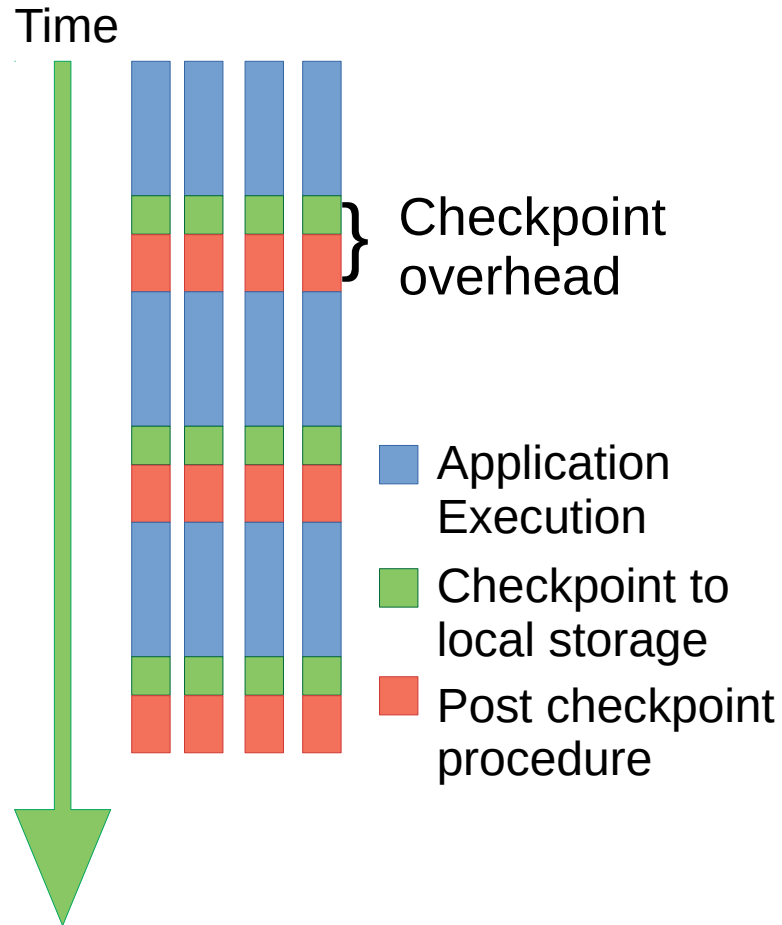 Time
Checkpoint
overhead
Application
Execution
Checkpoint to
local storage
Post checkpoint
procedure